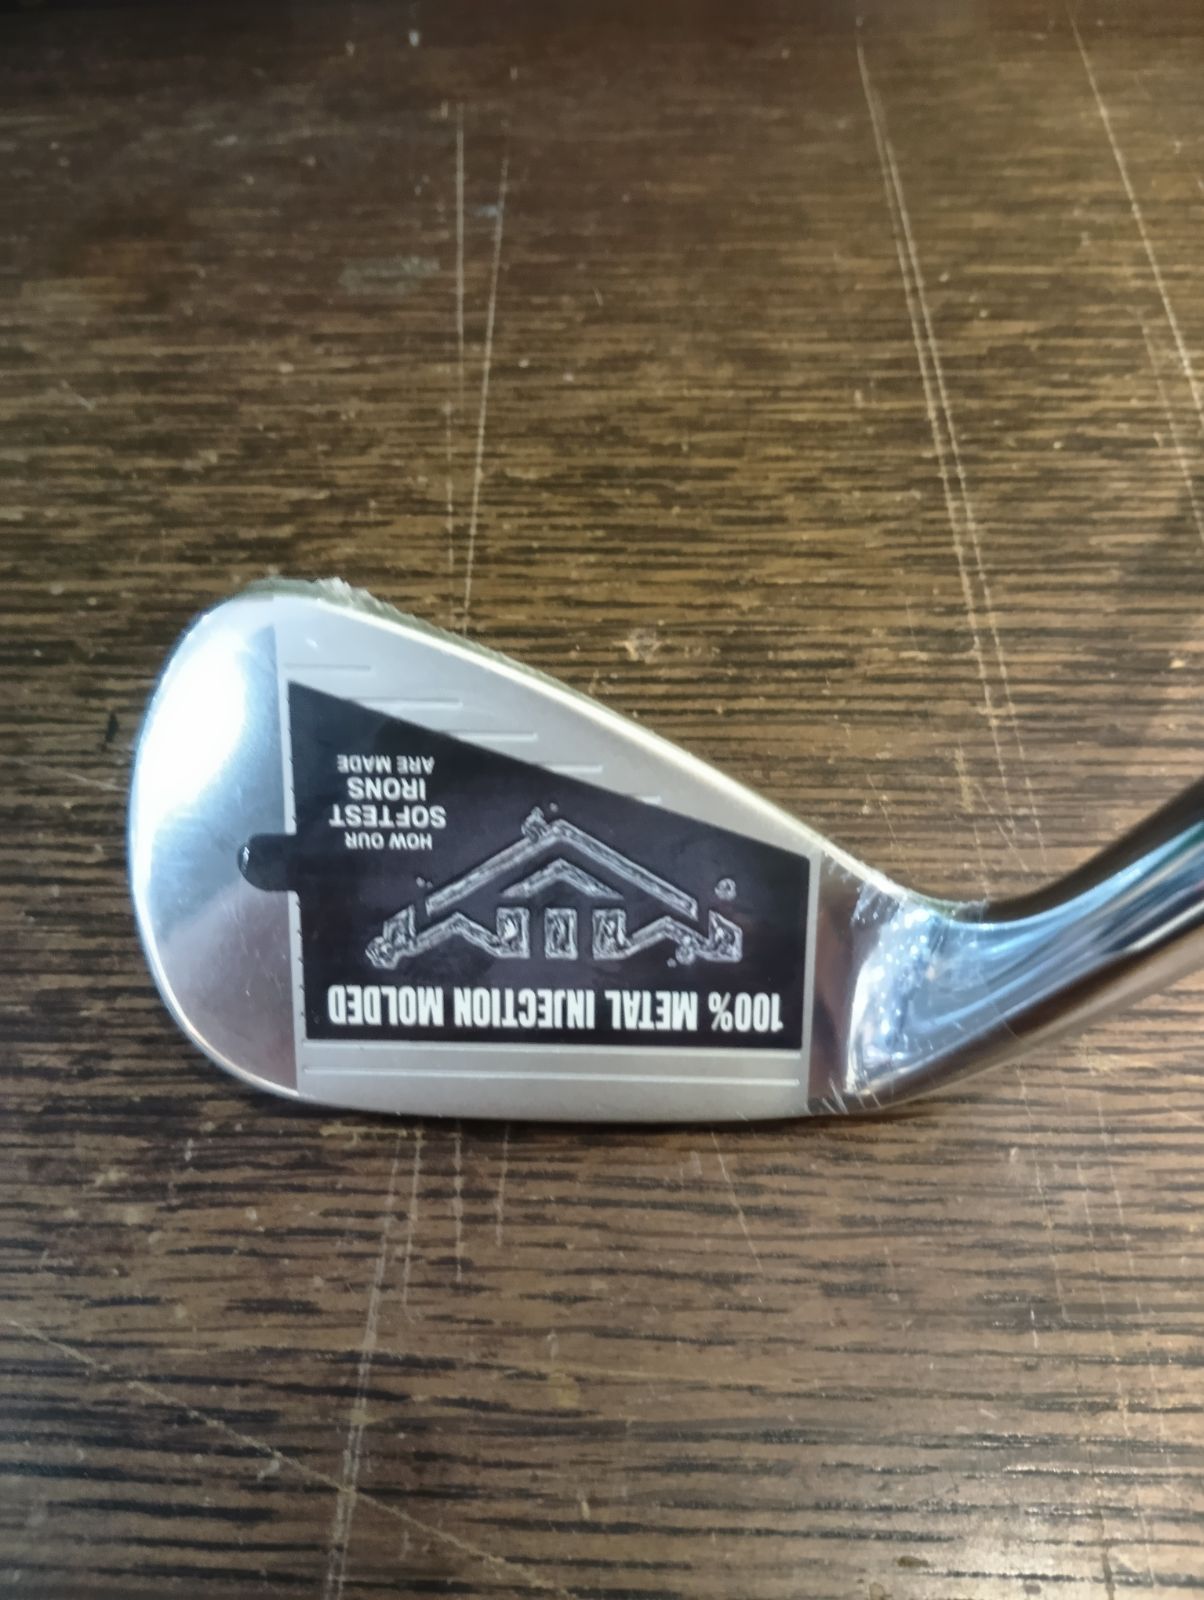 100% METAL INJECTION MOLDED
HOW OUR
SOFTEST
IRONS
ARE MADE